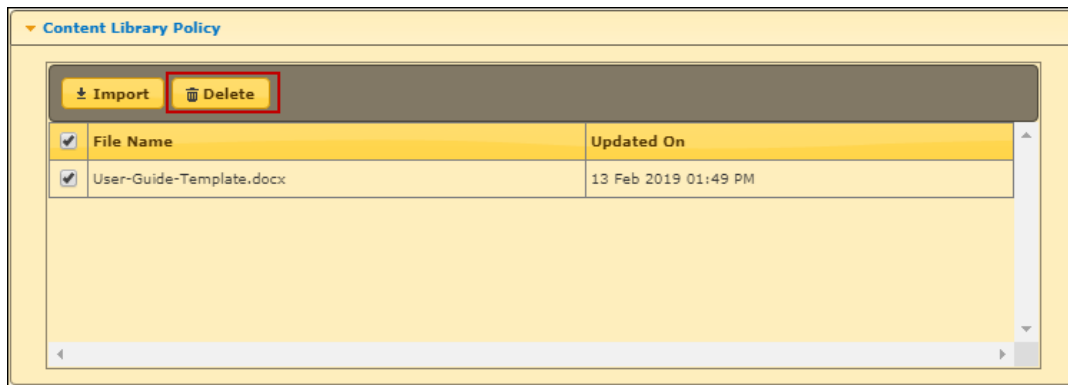 Content Library Policy
Import Delete
File Name Updated On
User-Guide-Template.docx 13 Feb 2019 01:49 PM